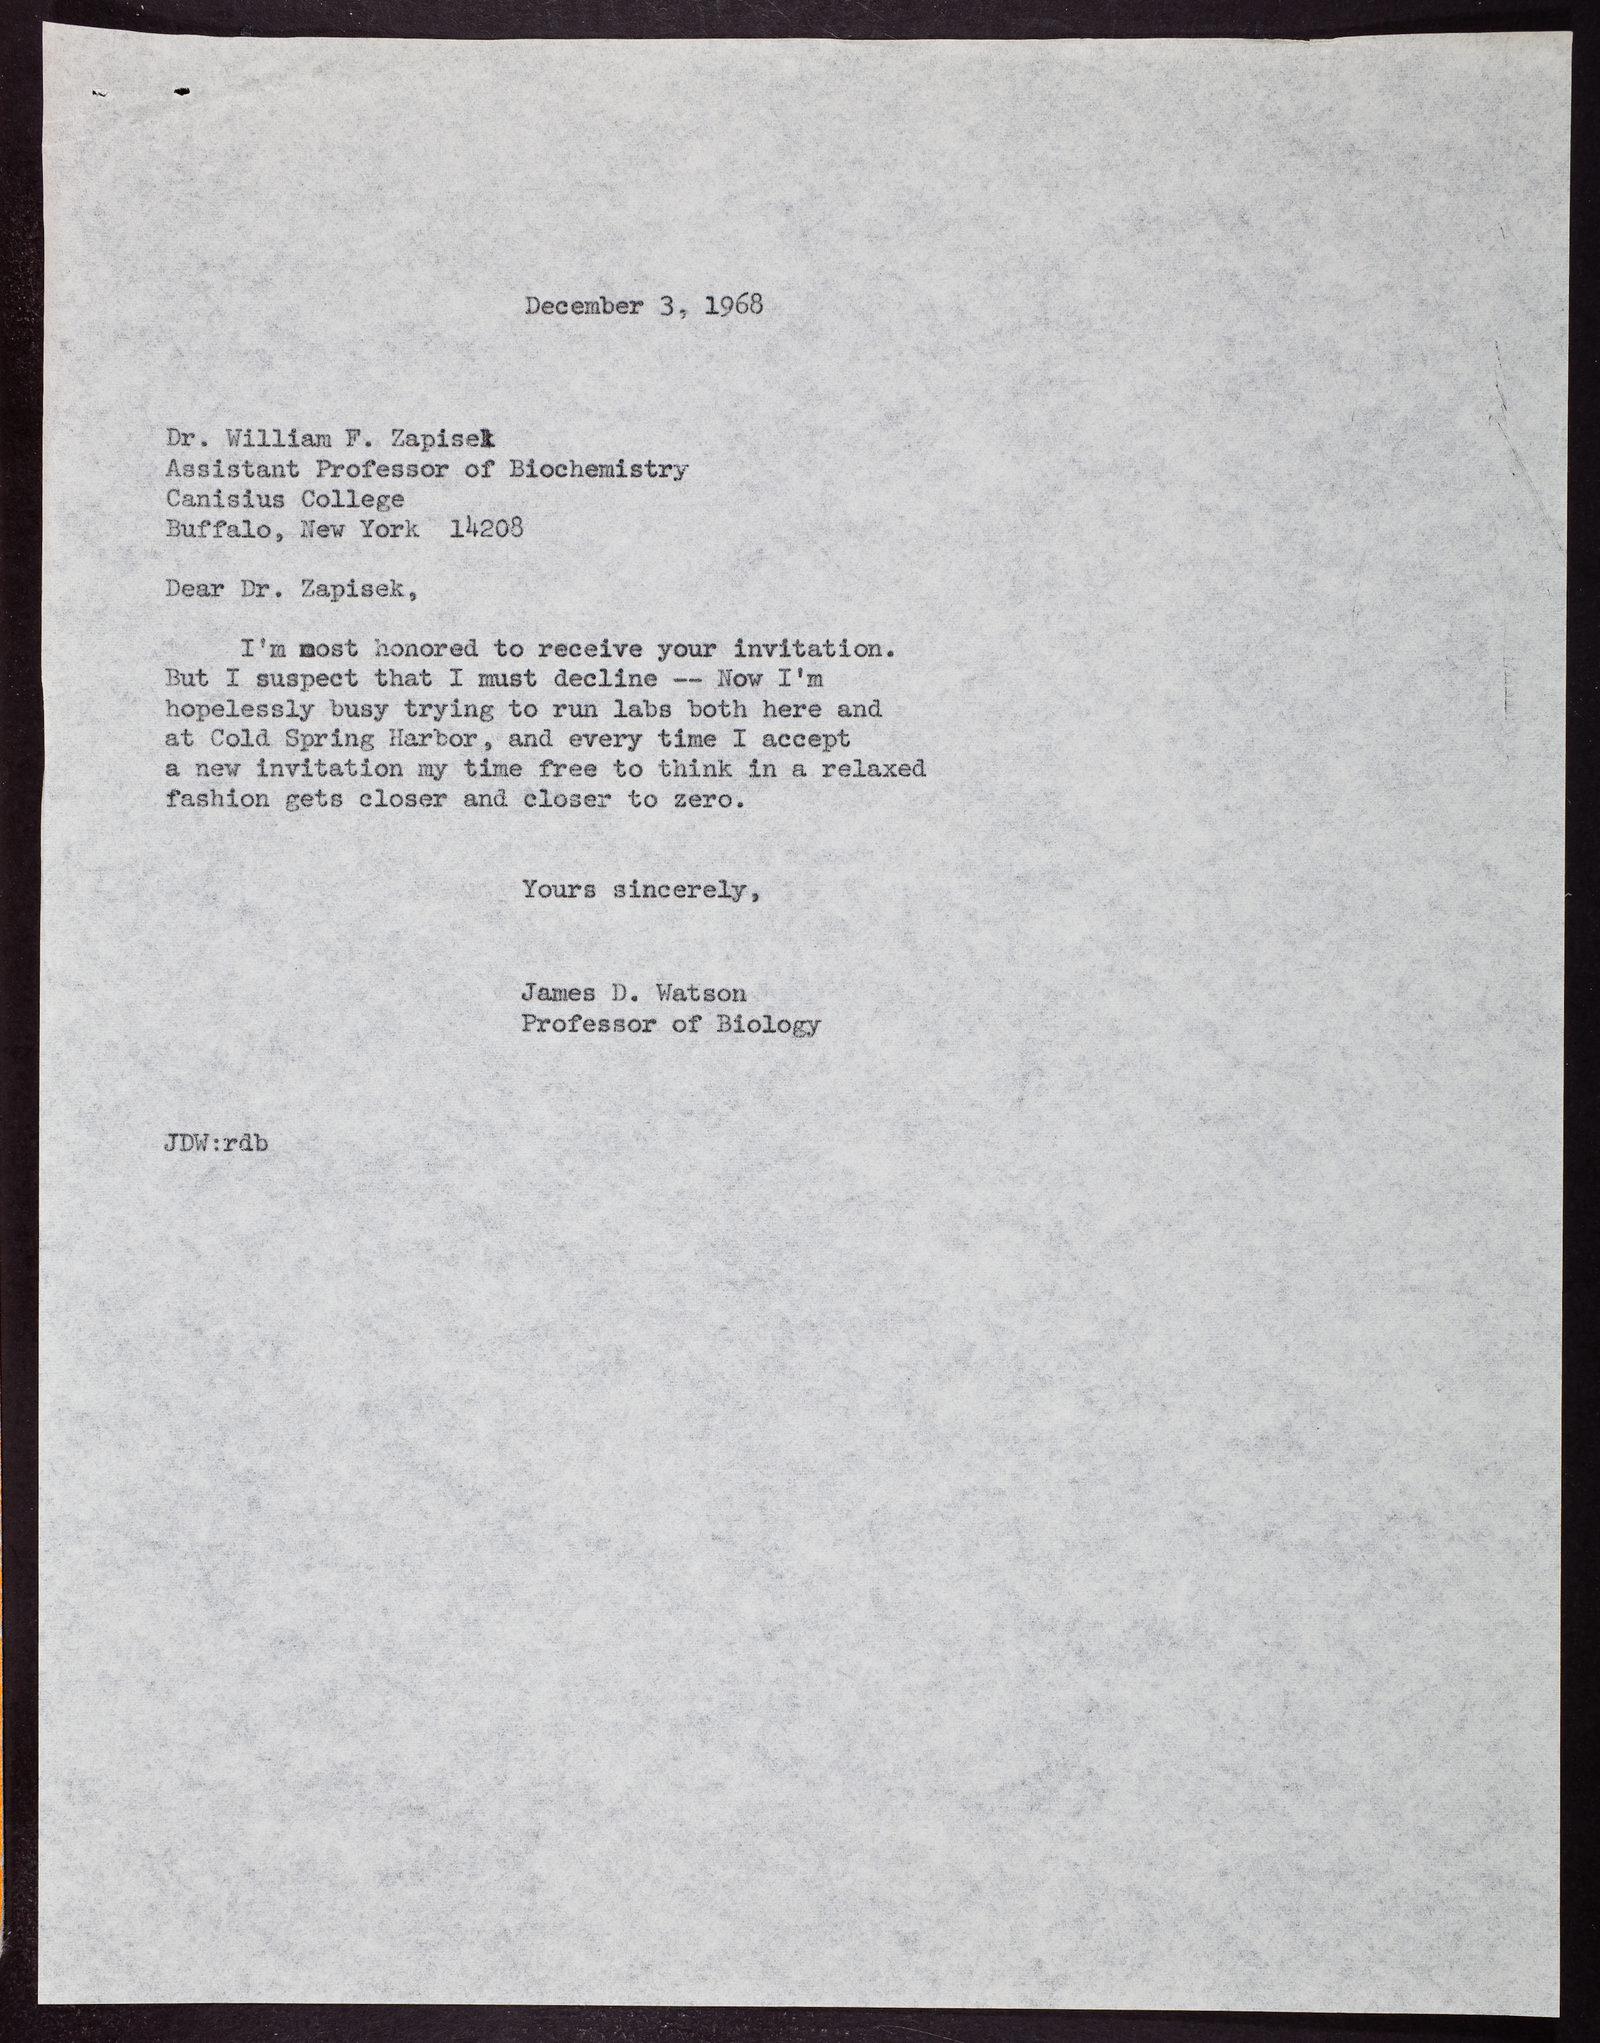 December 3, 1968
Dr. William F. Zapisek
Assistant Professor of Biochemistry
Canisius College
Buffalo, New York  14208
Dear Dr. Zapisek,
I'm most honored to receive your invitation.
But I suspect that I must decline -- Now I'm
hopelessly busy trying to run labs both here and
at Cold Spring Harbor, and every time I accept
a new invitation my time free to think in a relaxed
fashion gets closer and closer to zero.
Yours sincerely,
James D. Watson
Professor of Biology
JDW:rdb